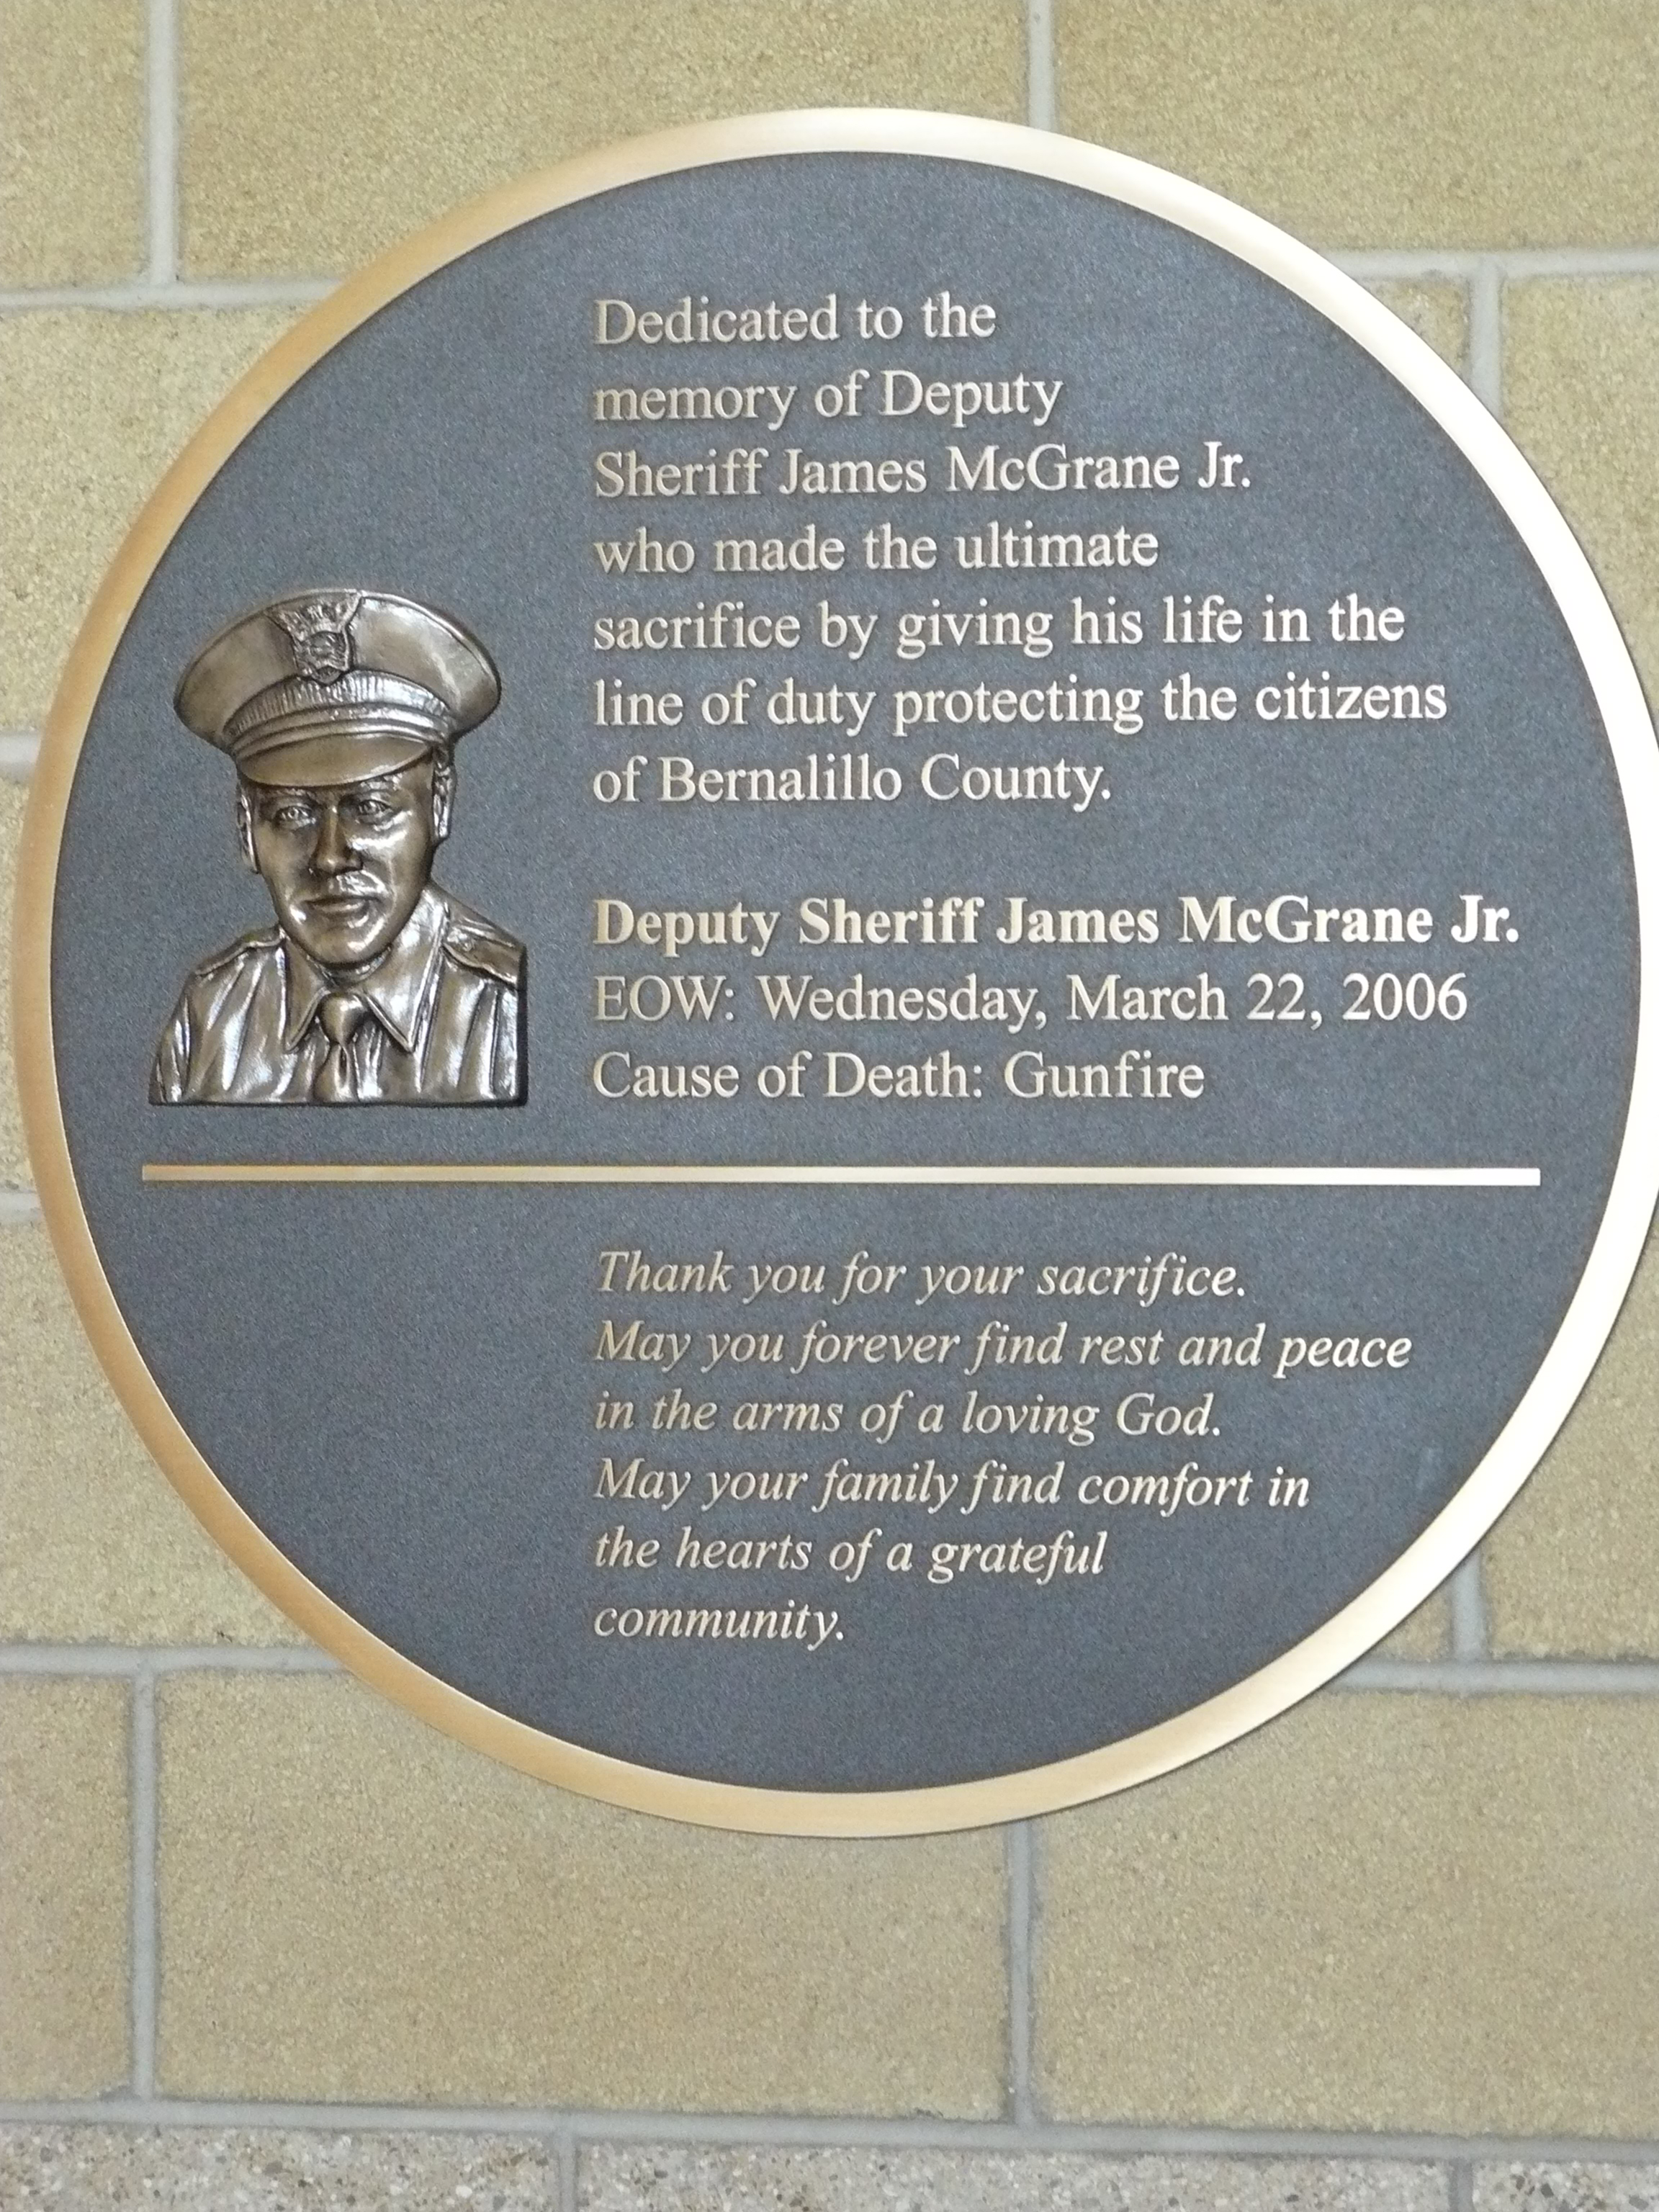 Dedicated to the
memory of Deputy
Sheriff James McGrane Jr.
who made the ultimate
sacrifice by giving his life in the
line of duty protecting the citizens
of Bernalillo County.
Deputy Sheriff James McGrane Jr.
EOW: Wednesday, March 22, 2006
Cause of Death: Gunfire
Thank you for your sacrifice.
May you forever find rest and peace
in the arms of a loving God.
May your family find comfort in
the hearts of a grateful
community.